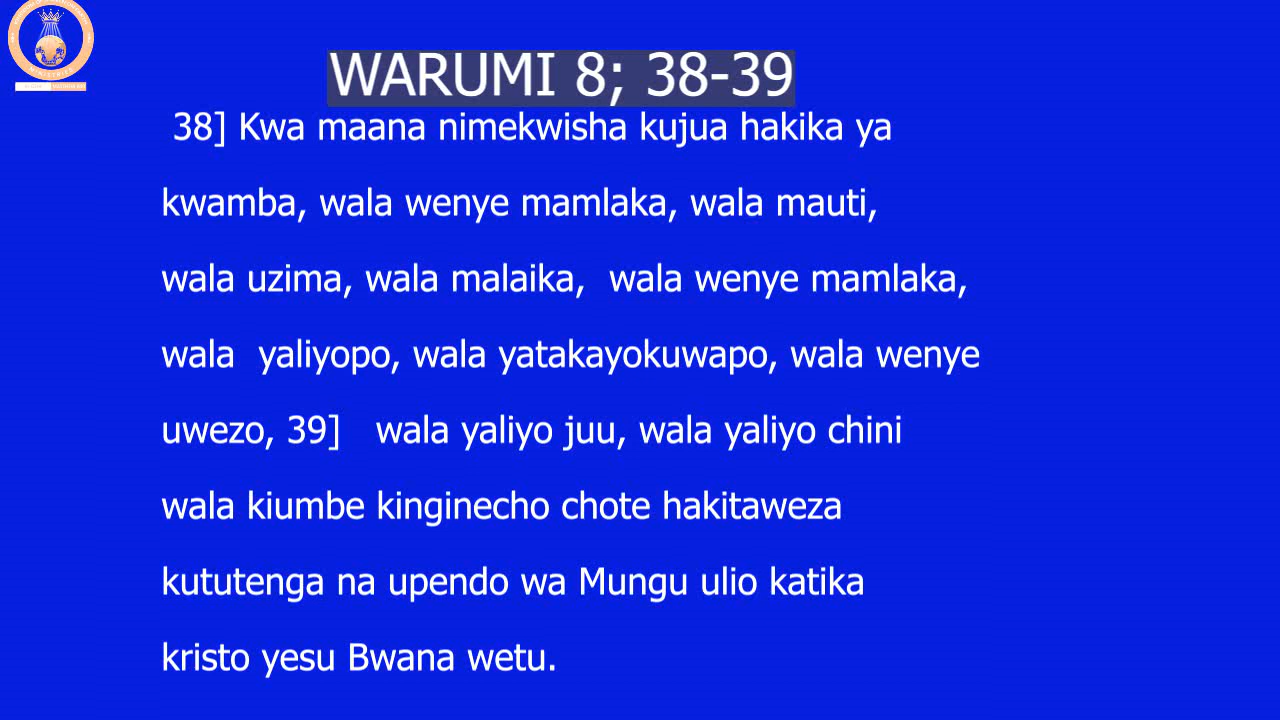 WARUMI 8; 38-39
38] Kwa maana nimekwisha kujua hakika ya
kwamba, wala wenye mamlaka, wala mauti,
wala uzima, wala malaika,  wala wenye mamlaka,
wala  yaliyopo, wala yatakayokuwapo, wala wenye
uwezo, 39]   wala yaliyo juu, wala yaliyo chini
wala kiumbe kinginecho chote hakitaweza
kututenga na upendo wa Mungu ulio katika
kristo yesu Bwana wetu.